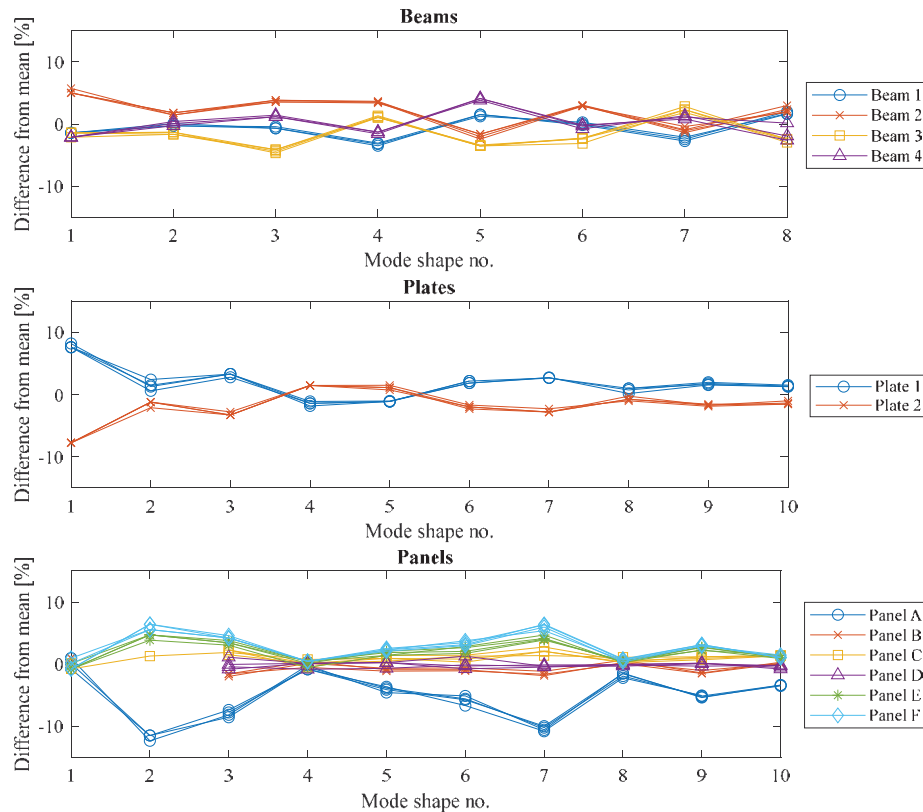 Beams
Difference from mean [%]
10
0
-10
1 2 3 4 5 6 7 8
Mode shape no.
Beam 1
Beam 2
Beam 3
Beam 4
Plates
Difference from mean [%]
10
0
-10
1 2 3 4 5 6 7 8 9 10
Mode shape no.
Plate 1
Plate 2
Panels
Difference from mean [%]
10
0
-10
1 2 3 4 5 6 7 8 9 10
Mode shape no.
Panel A
Panel B
Panel C
Panel D
Panel E
Panel F